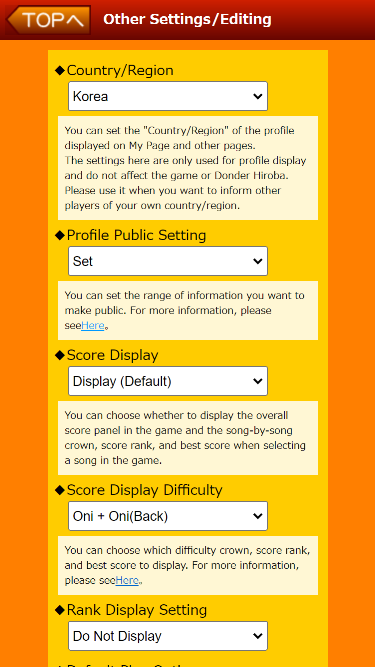 TOPへ
Other Settings/Editing
◆Country/Region
Korea
You can set the "Country/Region" of the profile
displayed on My Page and other pages.
The settings here are only used for profile display
and do not affect the game or Donder Hiroba.
Please use it when you want to inform other
players of your own country/region.
◆Profile Public Setting
Set
You can set the range of information you want to
make public. For more information, please
seeHere。
◆Score Display
Display (Default)
You can choose whether to display the overall
score panel in the game and the song-by-song
crown, score rank, and best score when selecting
a song in the game.
◆Score Display Difficulty
Oni + Oni(Back)
You can choose which difficulty crown, score rank,
and best score to display. For more information,
please seeHere。
◆Rank Display Setting
Do Not Display